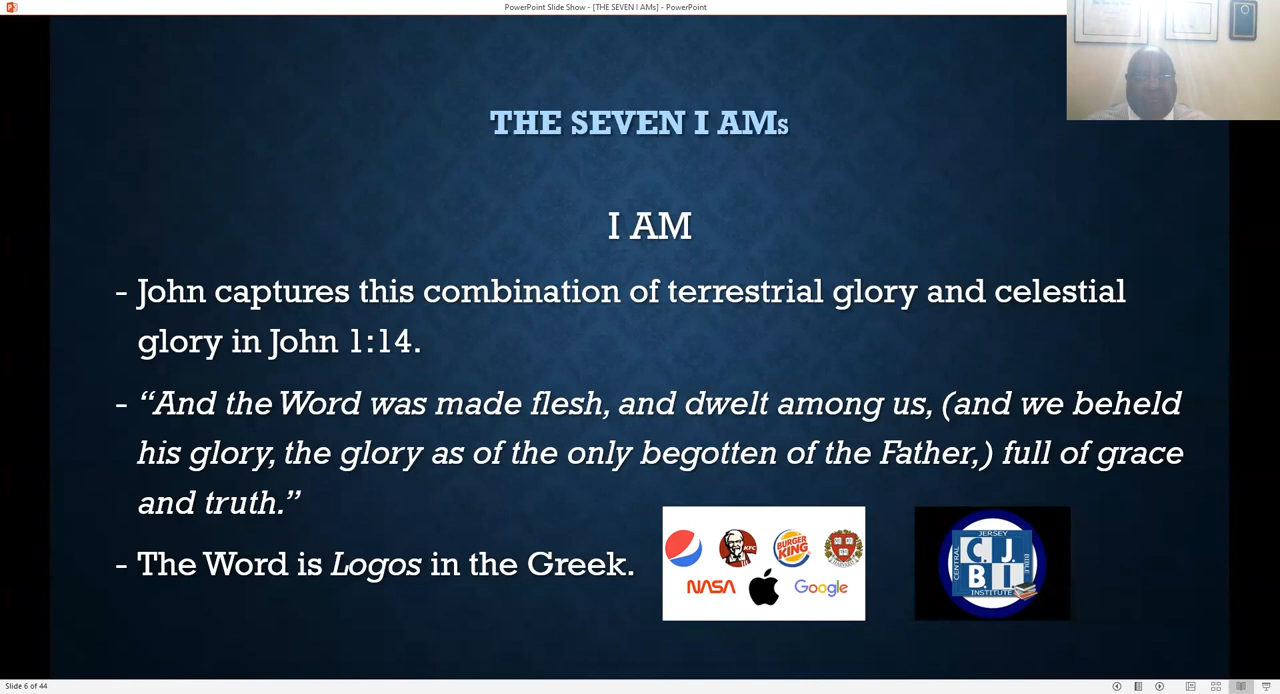 PowerPoint Slide Show - [THE SEVEN I AMs] - PowerPoint
THE SEVEN I AMs
I AM
- John captures this combination of terrestrial glory and celestial
glory in John 1:14.
- “And the Word was made flesh, and dwelt among us, (and we beheld
his glory, the glory as of the only begotten of the Father,) full of grace
and truth.”
- The Word is Logos in the Greek.
KFC
BURGER
KING
NASA
Google
JERSEY
CENTRAL
C.J.
B.I.
BIBLE
INSTITUTE
Slide 6 of 44